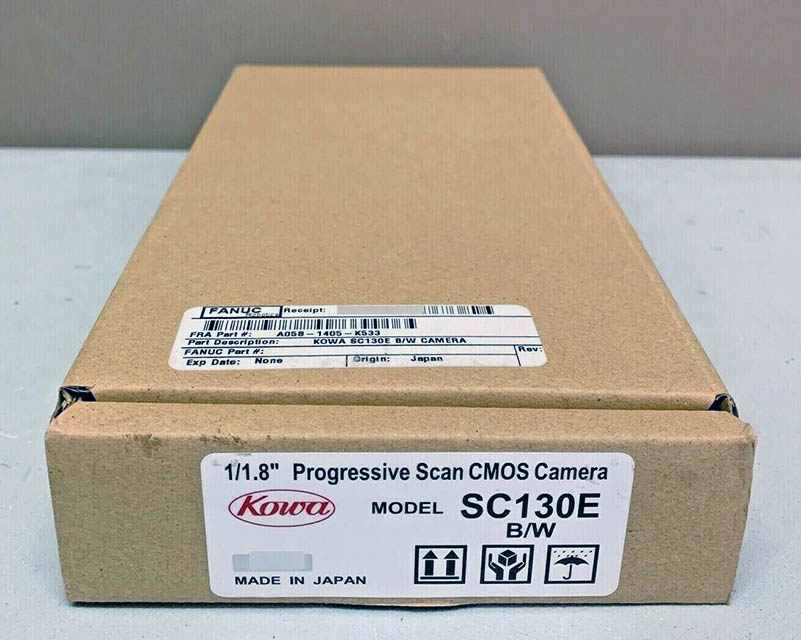 FANUC Receipt:
Robotics
FRA Part #: A05B-1405-K533
Part Description: KOWA SC130E B/W CAMERA
FANUC Part #: Rev:
Exp Date: None Origin: Japan
1/1.8" Progressive Scan CMOS Camera
Kowa MODEL SC130E
B/W
MADE IN JAPAN